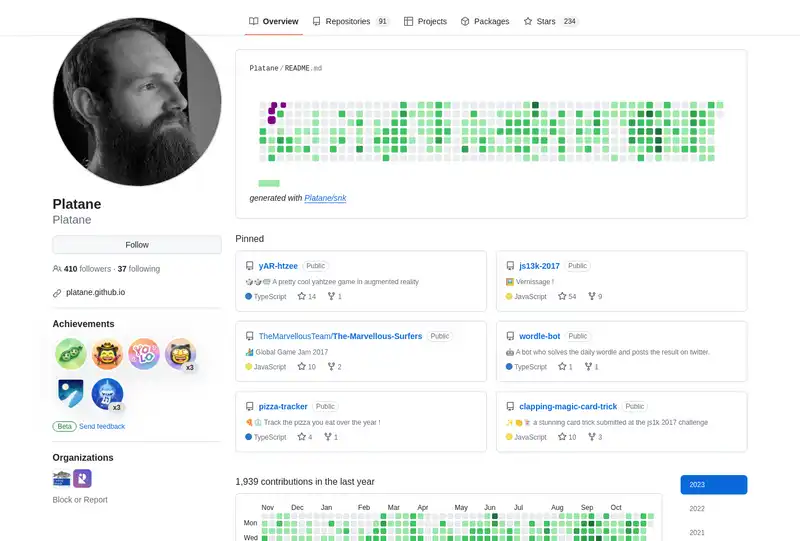 Overview
Repositories 91
Projects
Packages
Stars 234
Platane/README.md
generated with Platane/snk
Platane
Platane
Follow
410 followers · 37 following
platane.github.io
Achievements
YOLO
x3
x3
Beta Send feedback
Organizations
Block or Report
Pinned
yAR-htzee Public
A pretty cool yahtzee game in augmented reality
TypeScript 14 1
js13k-2017 Public
Vernissage !
JavaScript 54 9
TheMarvellousTeam/The-Marvellous-Surfers Public
Global Game Jam 2017
JavaScript 10 2
wordle-bot Public
A bot who solves the daily wordle and posts the result on twitter.
TypeScript 1 1
pizza-tracker Public
Track the pizza you eat over the year !
TypeScript 4 1
clapping-magic-card-trick Public
a stunning card trick submitted at the js1k 2017 challenge
JavaScript 10 3
1,939 contributions in the last year
Nov Dec Jan Feb Mar Apr May Jun Jul Aug Sep Oct
Mon
Wed
2023
2022
2021